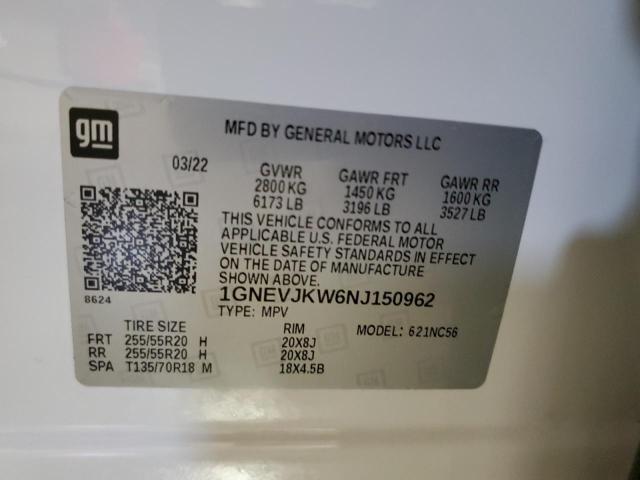 gm
MFD BY GENERAL MOTORS LLC
03/22 GVWR GAWR FRT GAWR RR
2800 KG 1450 KG 1600 KG
6173 LB 3196 LB 3527 LB
THIS VEHICLE CONFORMS TO ALL
APPLICABLE U.S. FEDERAL MOTOR
VEHICLE SAFETY STANDARDS IN EFFECT
ON THE DATE OF MANUFACTURE
SHOWN ABOVE.
8624 1GNEVJKW6NJ150962
TYPE: MPV
TIRE SIZE RIM MODEL: 621NC56
FRT 255/55R20 H 20X8J
RR 255/55R20 H 20X8J
SPA T135/70R18 M 18X4.5B